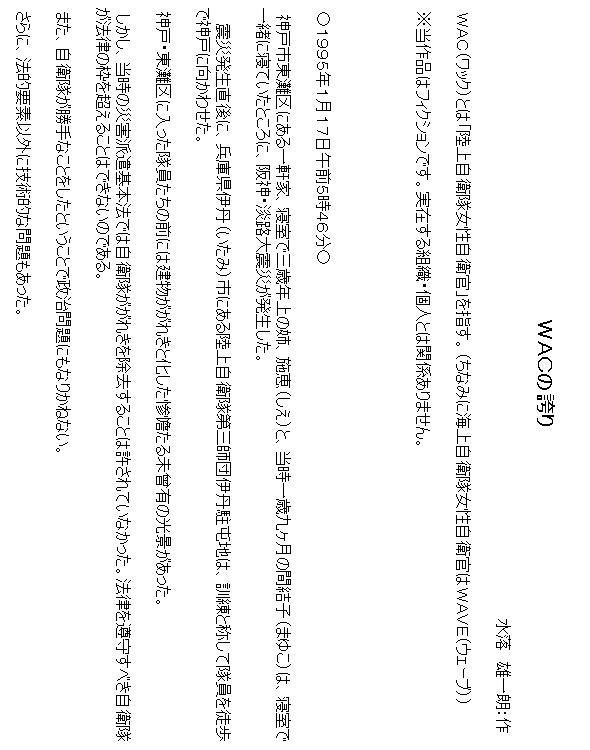 WACの誇り
水落　雄一朗:作
WAC(ワック)とは「陸上自衛隊女性自衛官」を指す。(ちなみに海上自衛隊女性自衛官はWAVE(ウェーブ))
※当作品はフィクションです。実在する組織・個人とは関係ありません。
○1995年1月17日午前5時46分○
神戸市東灘区にある一軒家、寝室で三歳年上の姉、施恵(しえ)と、当時一歳九ヶ月の間結子(まゆこ)は、寝室で
一緒に寝ていたところに、阪神・淡路大震災が発生した。
震災発生直後に、兵庫県伊丹(いたみ)市にある陸上自衛隊第三師団伊丹駐屯地は、訓練と称して隊員を徒歩
で神戸に向かわせた。
神戸・東灘区に入った隊員たちの前には建物ががれきと化した惨憺たる未曾有の光景があった。
しかし、当時の災害派遣基本法では自衛隊ががれきを除去することは許されていなかった。法律を遵守すべき自衛隊
が法律の枠を超えることはできないのである。
また、自衛隊が勝手なことをしたということで政治問題にもなりかねない。
さらに、法的要素以外に技術的な問題もあった。